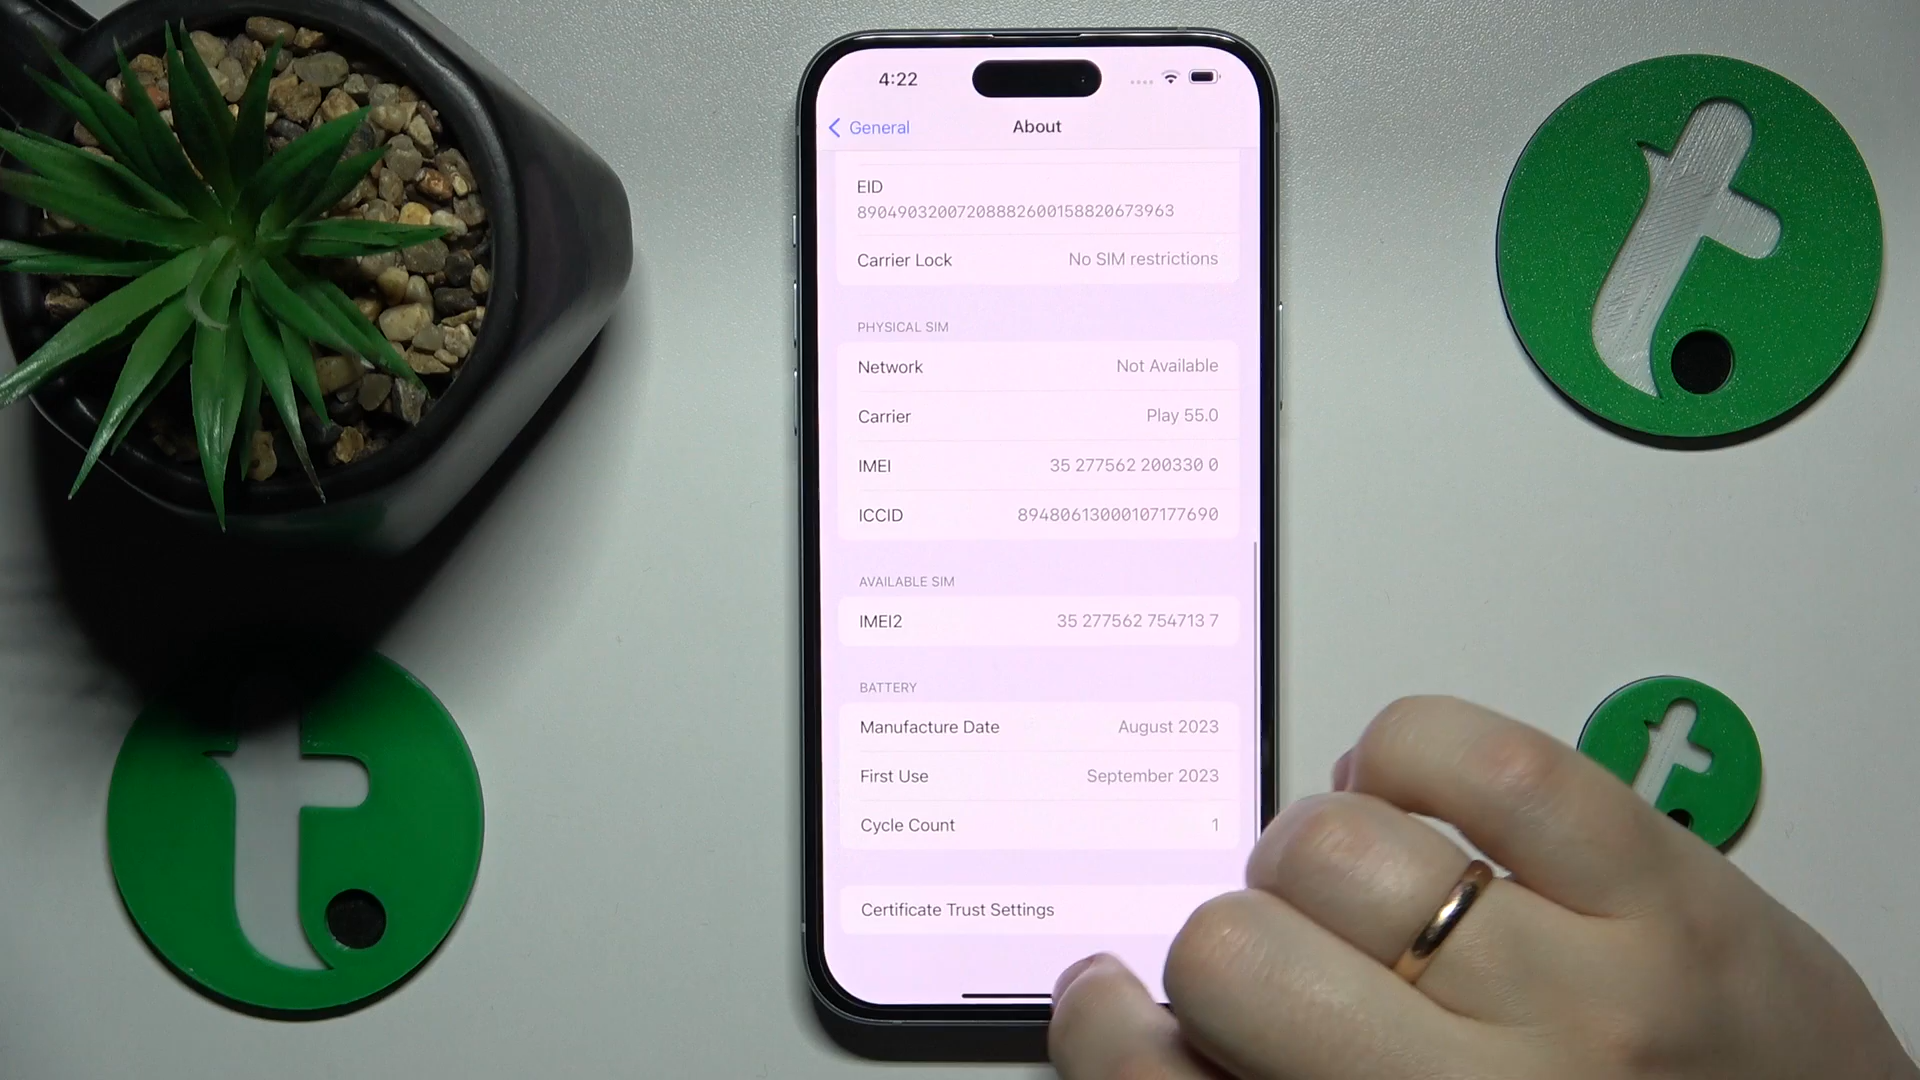 4:22
General
About
EID
89049032007208882600158820673963
Carrier Lock No SIM restrictions
PHYSICAL SIM
Network Not Available
Carrier Play 55.0
IMEI 35 277562 200330 0
ICCID 89480613000107177690
AVAILABLE SIM
IMEI2 35 277562 754713 7
BATTERY
Manufacture Date August 2023
First Use September 2023
Cycle Count 1
Certificate Trust Settings
t
t
t